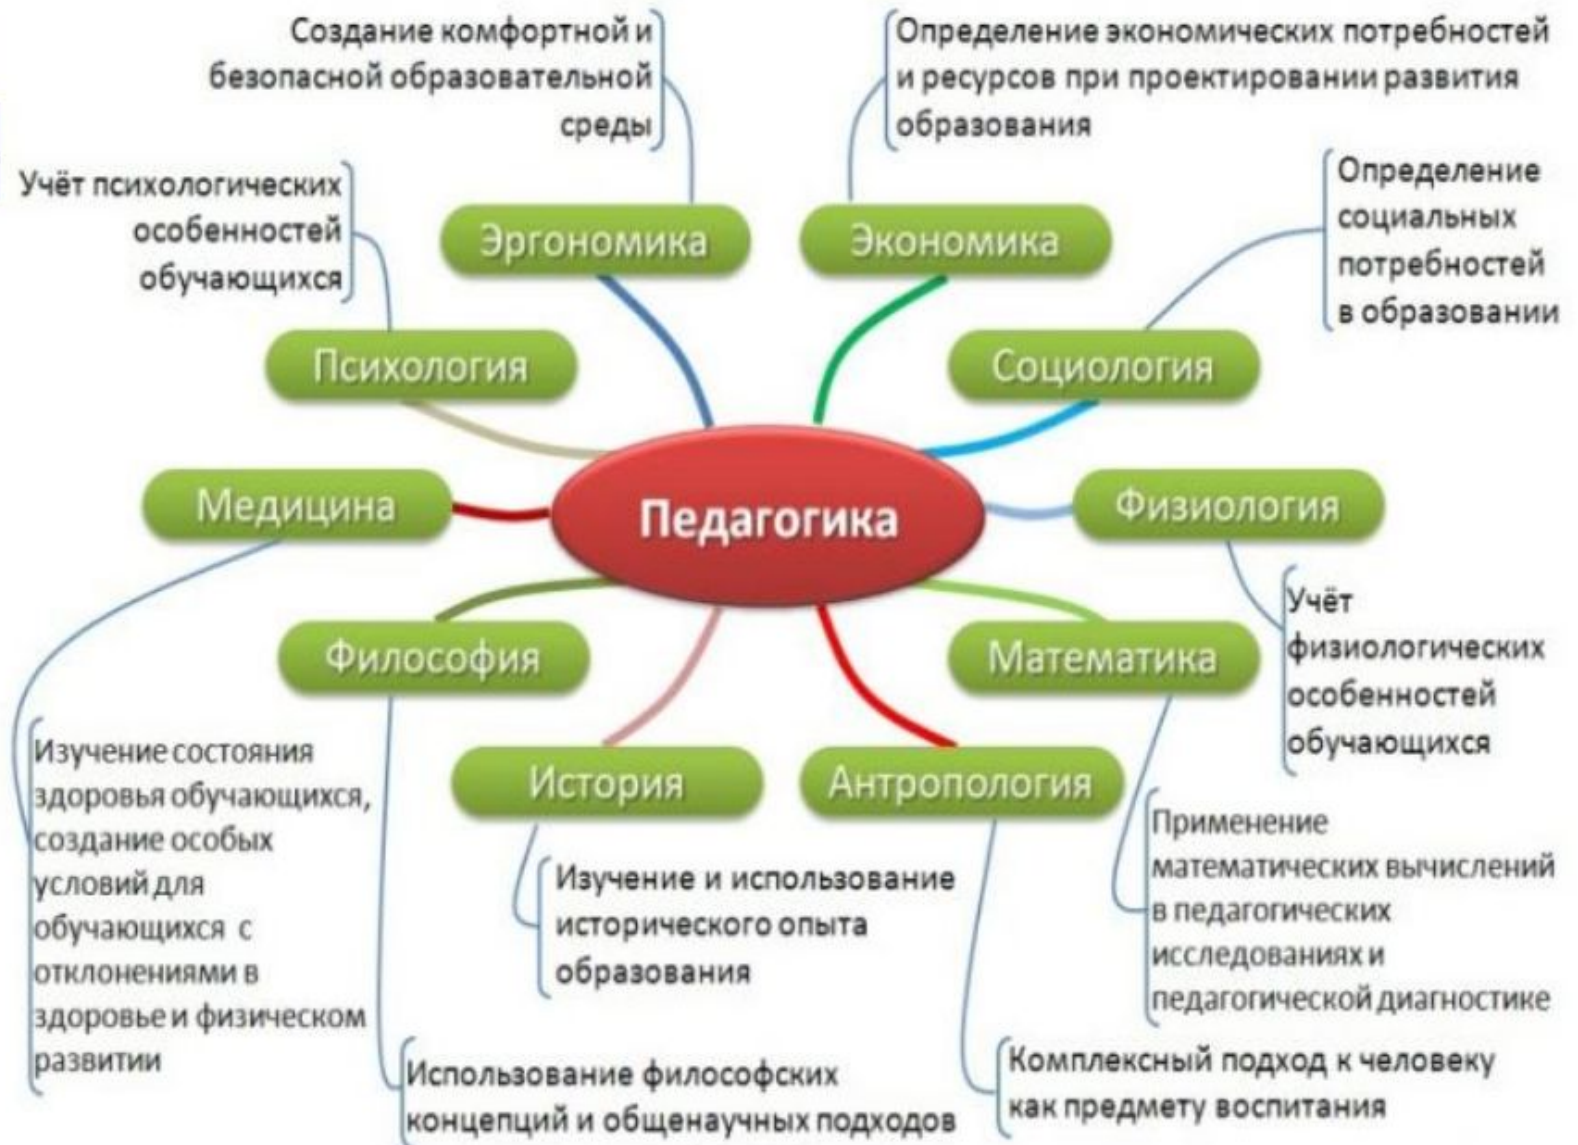 Создание комфортной и
безопасной образовательной
среды
Определение экономических потребностей
и ресурсов при проектировании развития
образования
Учёт психологических
особенностей
обучающихся
Эргономика
Экономика
Определение
социальных
потребностей
в образовании
Психология
Социология
Медицина
Педагогика
Физиология
Философия
Математика
Учёт
физиологических
особенностей
обучающихся
История
Антропология
Изучение состояния
здоровья обучающихся,
создание особых
условий для
обучающихся с
отклонениями в
здоровье и физическом
развитии
Изучение и использование
исторического опыта
образования
Применение
математических вычислений
в педагогических
исследованиях и
педагогической диагностике
Использование философских
концепций и общенаучных подходов
Комплексный подход к человеку
как предмету воспитания